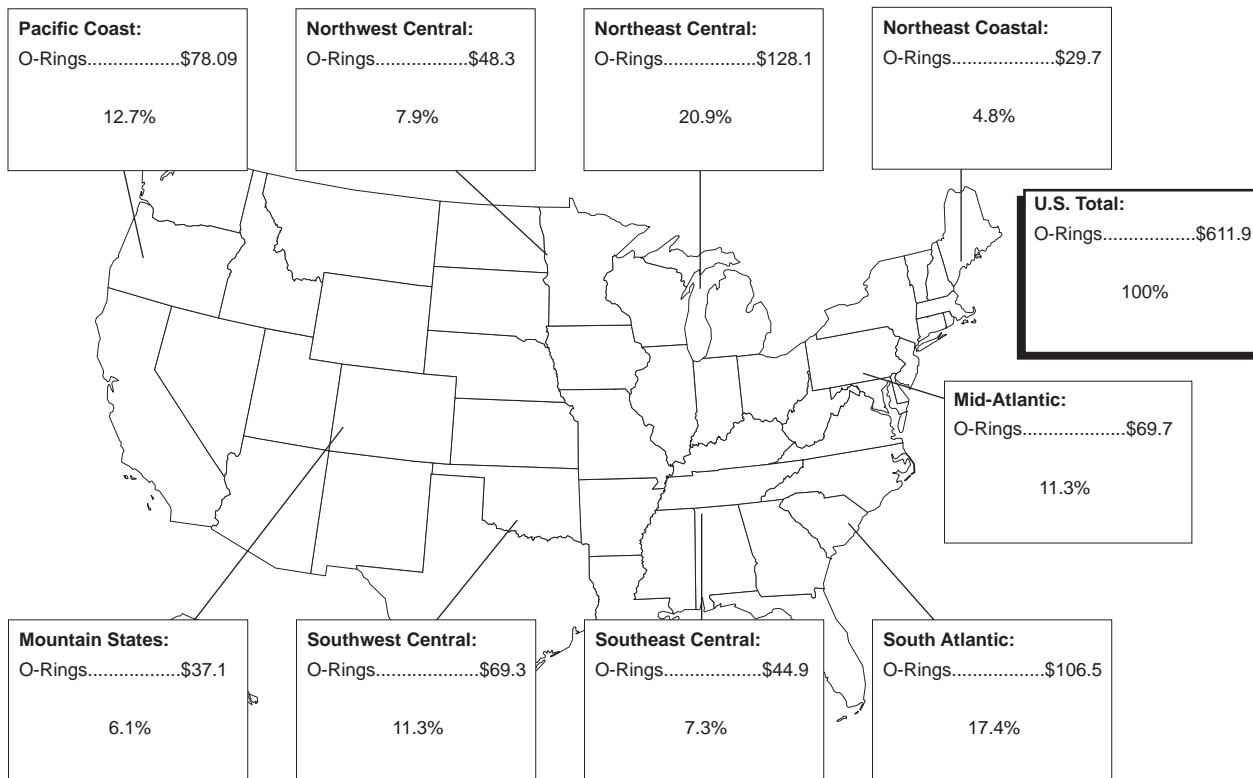 Pacific Coast:
O-Rings..................$78.09
12.7%
Northwest Central:
O-Rings..................$48.3
7.9%
Northeast Central:
O-Rings...................$128.1
20.9%
Northeast Coastal:
O-Rings....................$29.7
4.8%
U.S. Total:
O-Rings..................$611.9
100%
Mid-Atlantic:
O-Rings....................$69.7
11.3%
Mountain States:
O-Rings..................$37.1
6.1%
Southwest Central:
O-Rings....................$69.3
11.3%
Southeast Central:
O-Rings....................$44.9
7.3%
South Atlantic:
O-Rings..................$106.5
17.4%